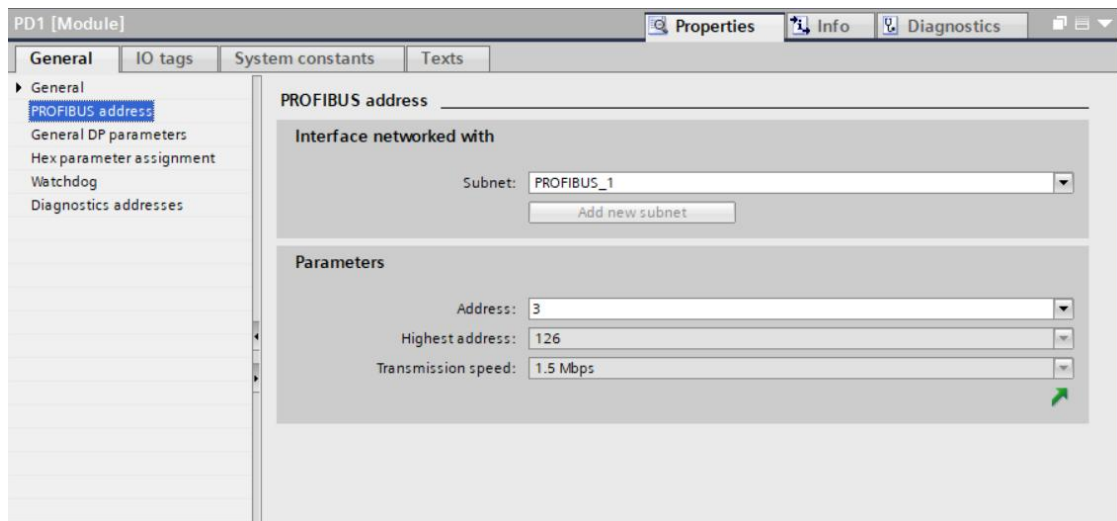 PD1 [Module]
Properties
Info
Diagnostics
General
IO tags
System constants
Texts
General
PROFIBUS address
General DP parameters
Hex parameter assignment
Watchdog
Diagnostics addresses
PROFIBUS address
Interface networked with
Subnet: PROFIBUS_1
Add new subnet
Parameters
Address: 3
Highest address: 126
Transmission speed: 1.5 Mbps